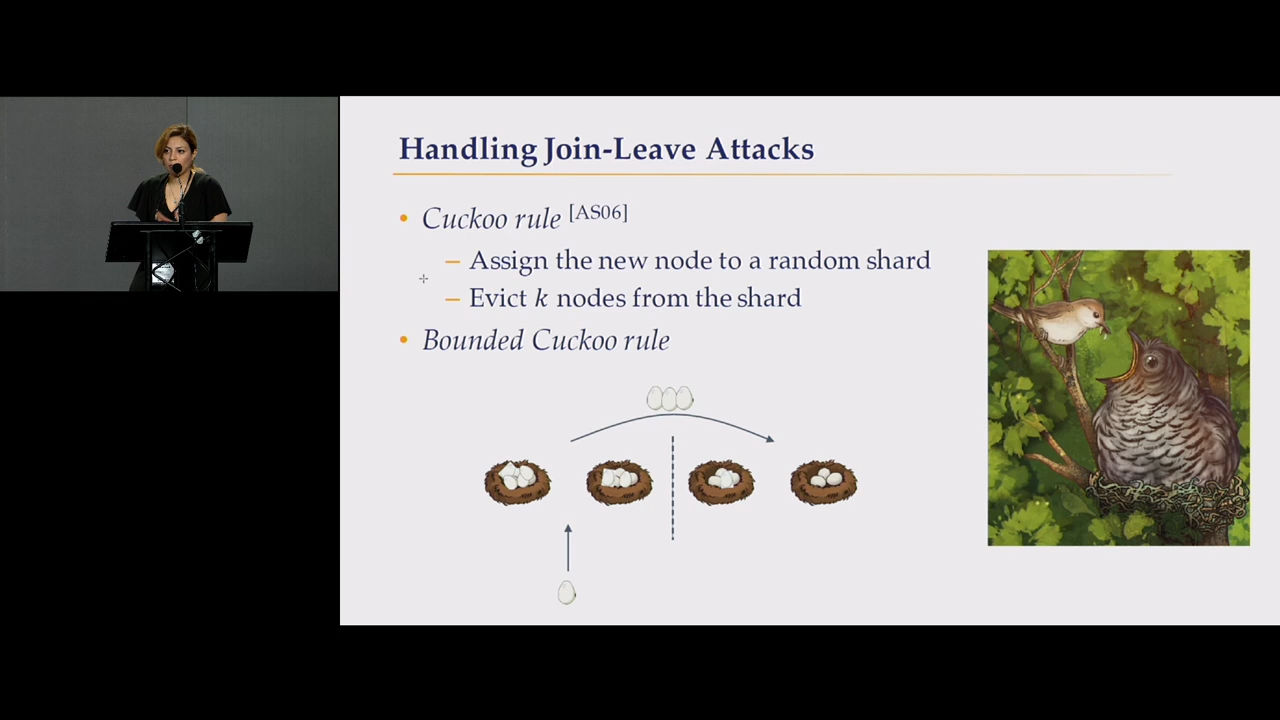 Handling Join-Leave Attacks
• Cuckoo rule [AS06]
– Assign the new node to a random shard
– Evict k nodes from the shard
• Bounded Cuckoo rule